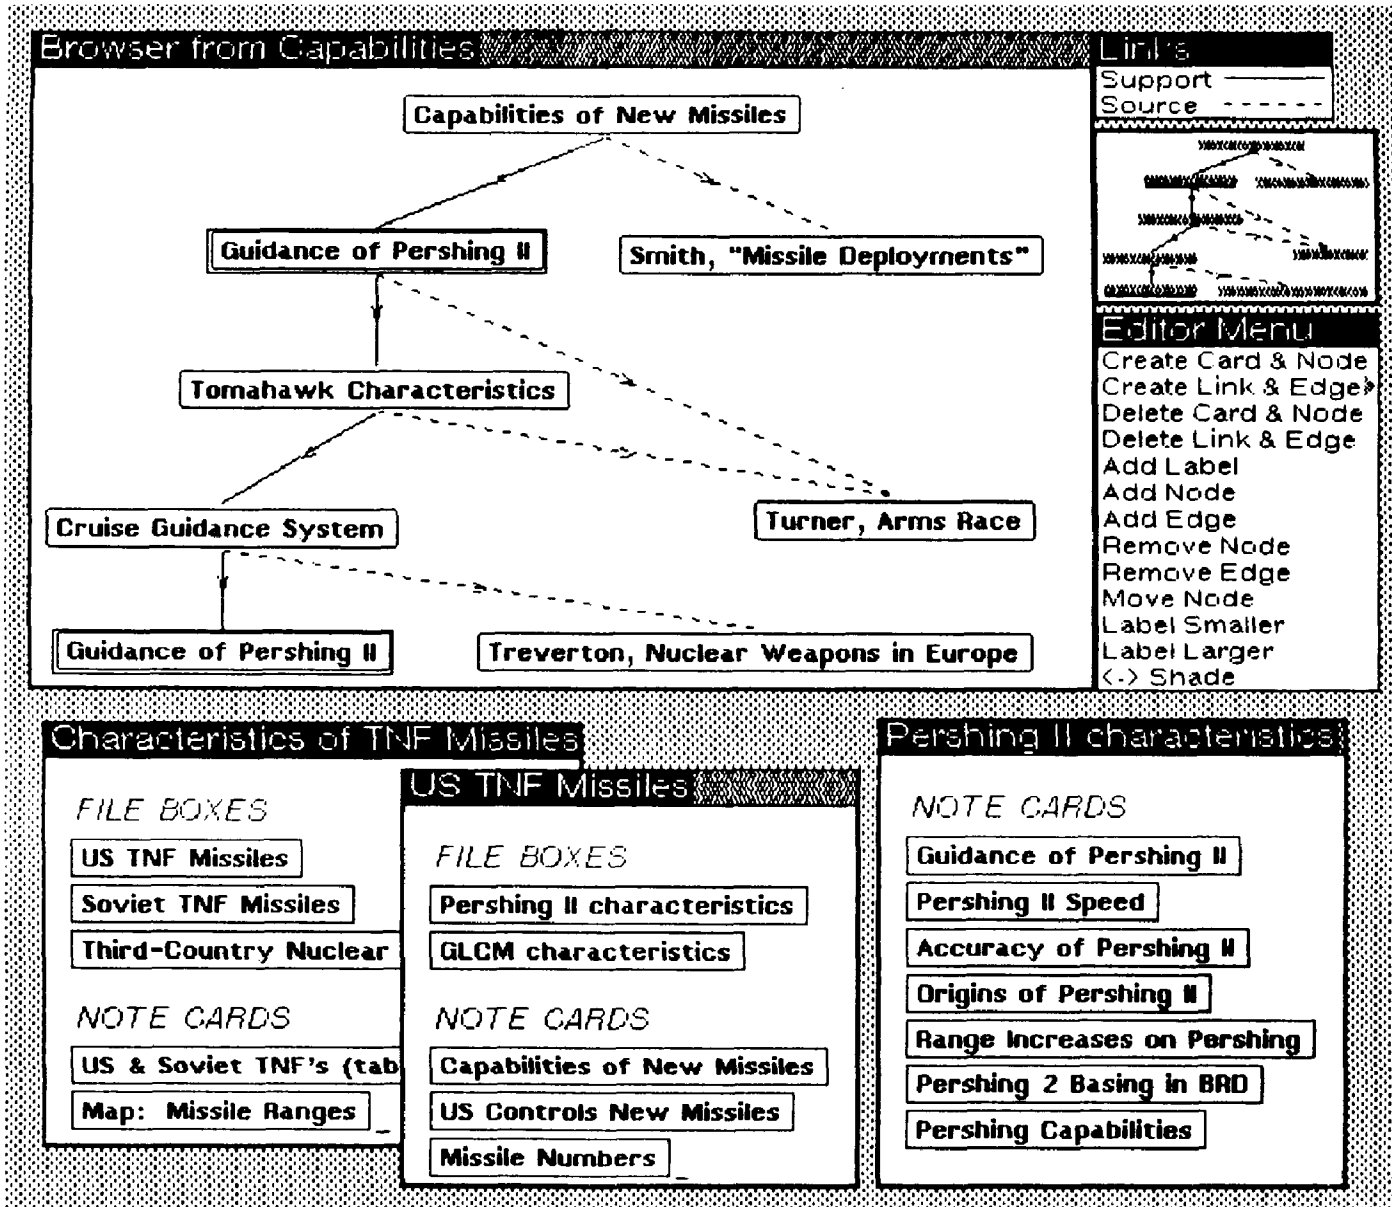 Browser from Capabilities
Capabilities of New Missiles
Guidance of Pershing II
Smith, "Missile Deployments"
Tomahawk Characteristics
Cruise Guidance System
Turner, Arms Race
Guidance of Pershing II
Treverton, Nuclear Weapons in Europe
Links
Support
Source
Editor Menu
Create Card & Node
Create Link & Edge
Delete Card & Node
Delete Link & Edge
Add Label
Add Node
Add Edge
Remove Node
Remove Edge
Move Node
Label Smaller
Label Larger
<-> Shade
Characteristics of TNF Missiles
FILE BOXES
US TNF Missiles
Soviet TNF Missiles
Third-Country Nuclear
NOTE CARDS
US & Soviet TNF's (tab
Map: Missile Ranges
US TNF Missiles
FILE BOXES
Pershing II characteristics
GLCM characteristics
NOTE CARDS
Capabilities of New Missiles
US Controls New Missiles
Missile Numbers
Pershing II characteristics
NOTE CARDS
Guidance of Pershing II
Pershing II Speed
Accuracy of Pershing II
Origins of Pershing II
Range Increases on Pershing
Pershing 2 Basing in BRD
Pershing Capabilities